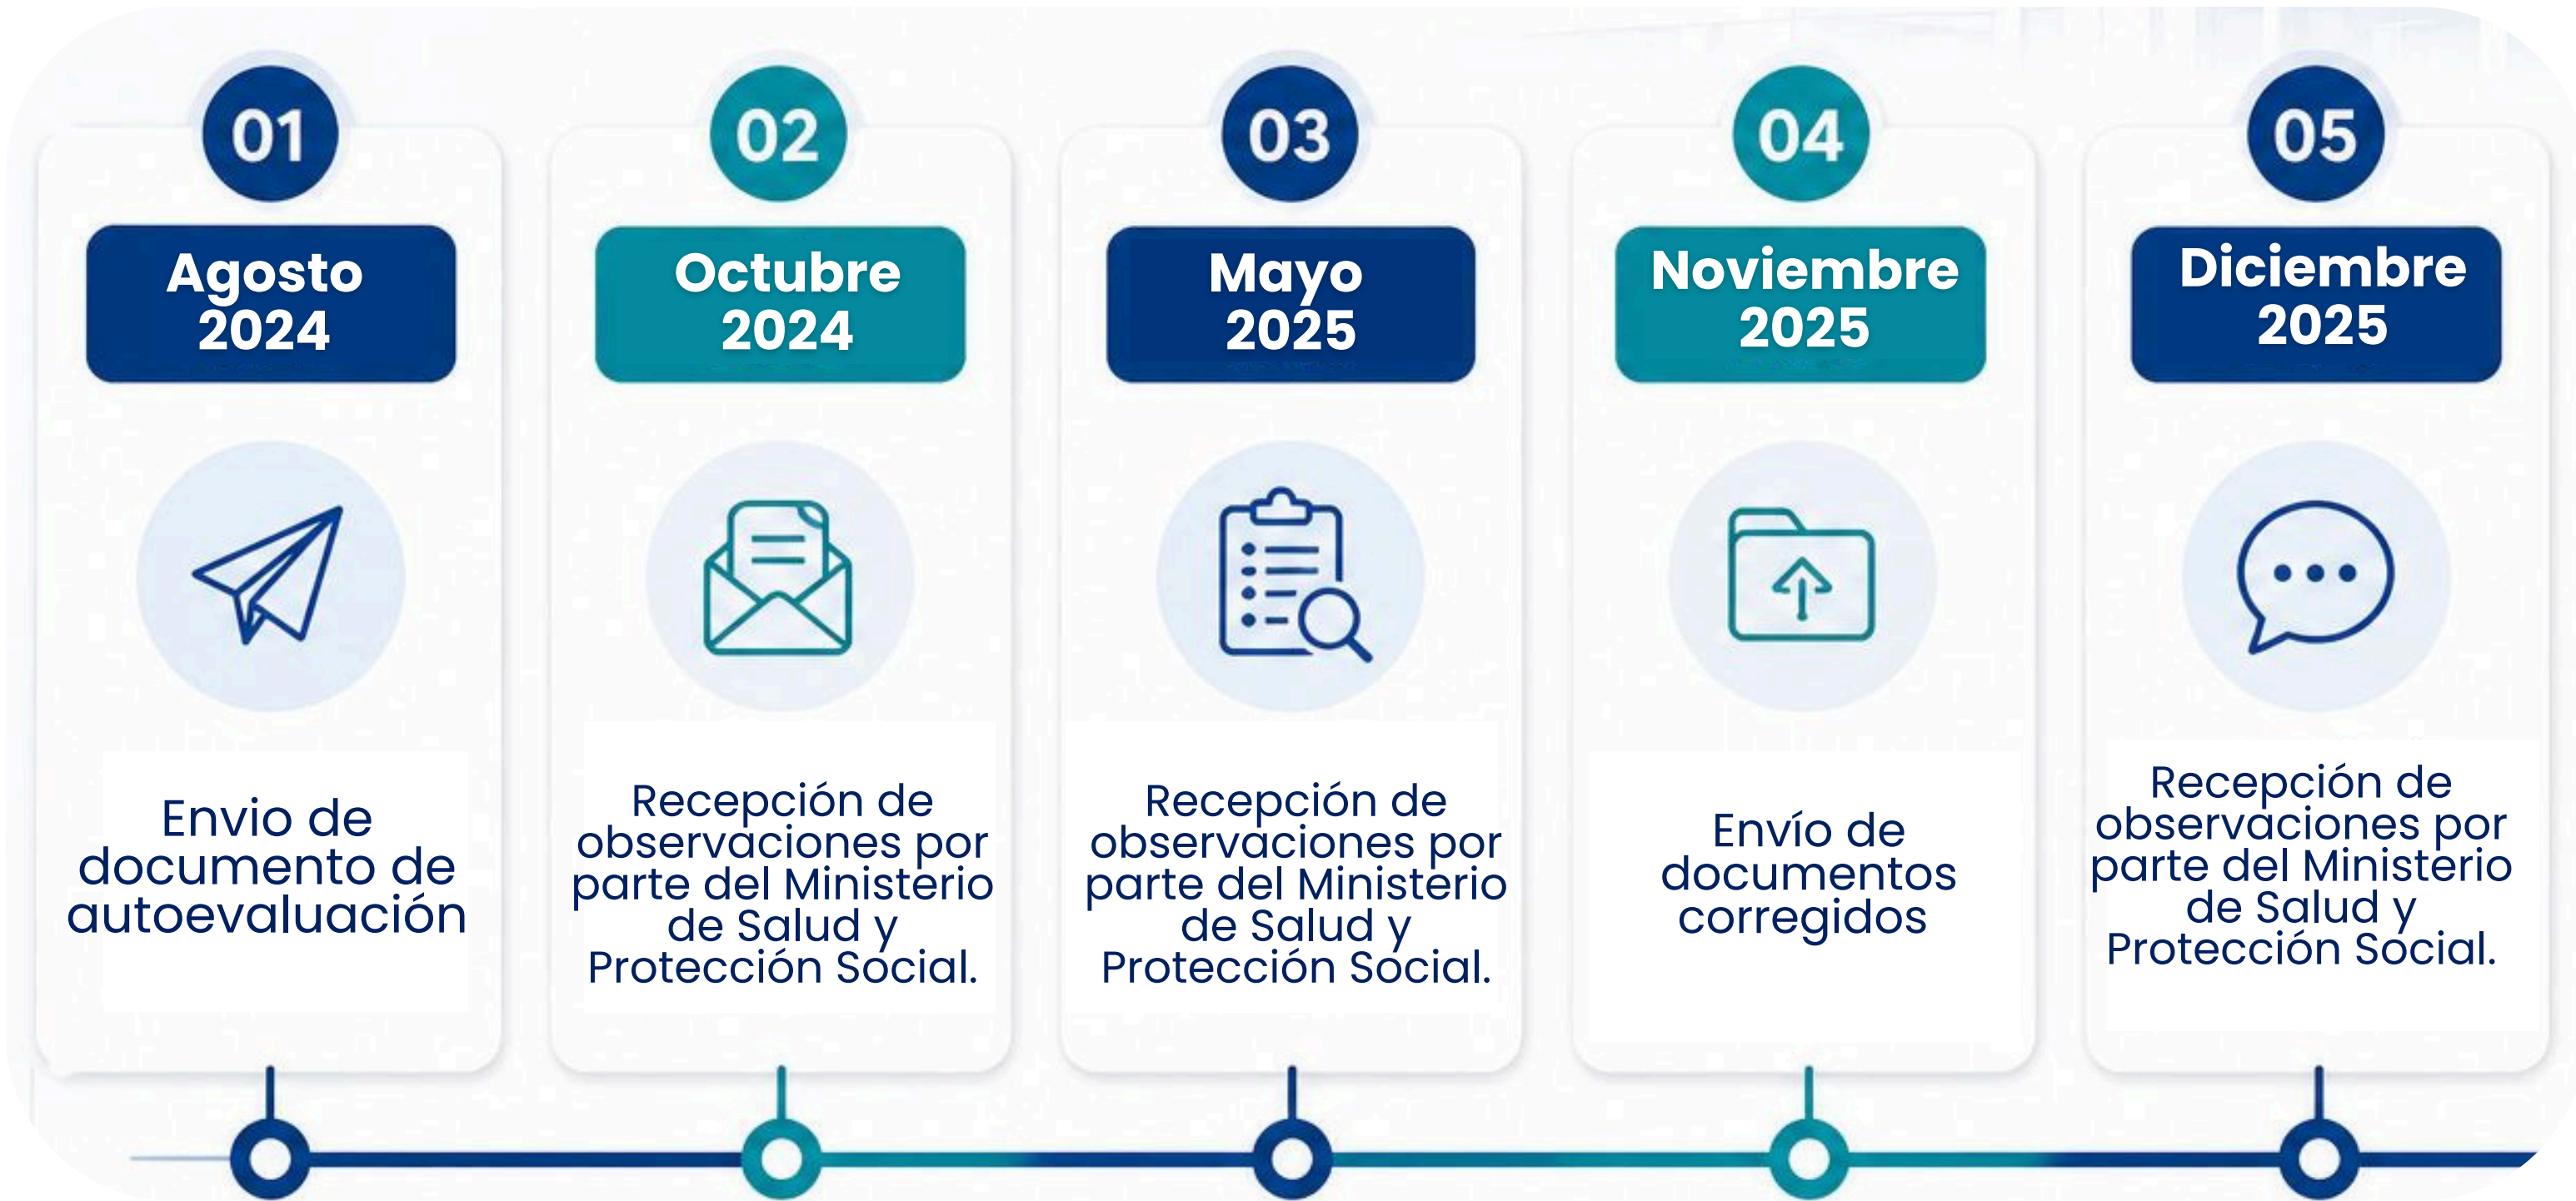 01
Agosto
2024
Envio de
documento de
autoevaluación
02
Octubre
2024
Recepción de
observaciones por
parte del Ministerio
de Salud y
Protección Social.
03
Mayo
2025
Recepción de
observaciones por
parte del Ministerio
de Salud y
Protección Social.
04
Noviembre
2025
Envío de
documentos
corregidos
05
Diciembre
2025
Recepción de
observaciones por
parte del Ministerio
de Salud y
Protección Social.